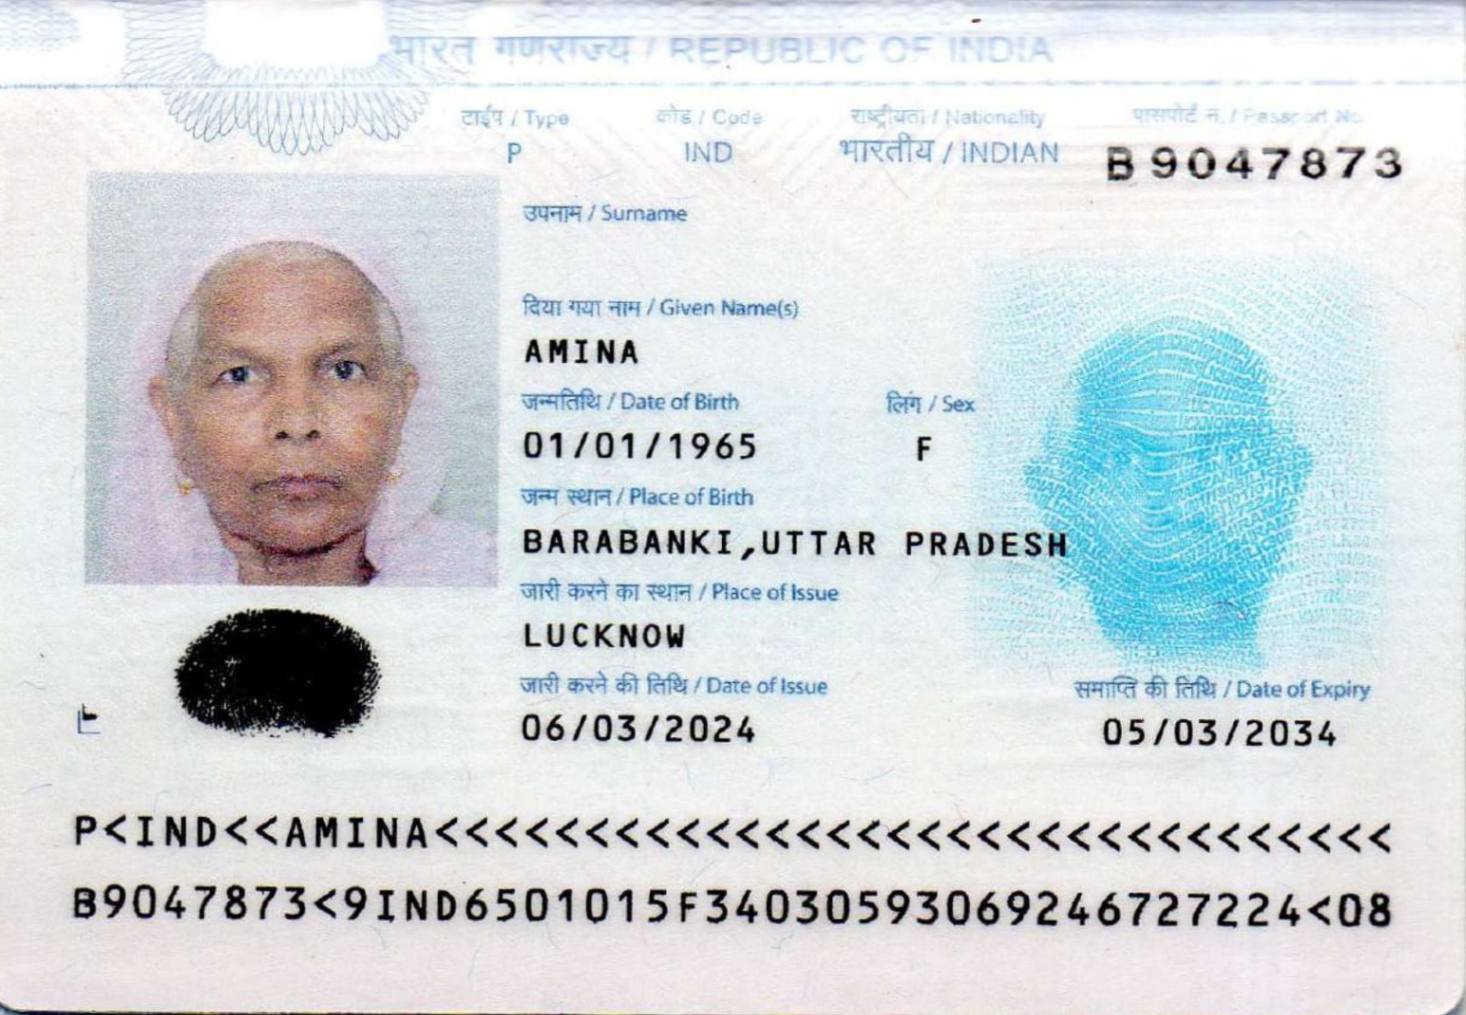 भारत गणराज्य / REPUBLIC OF INDIA
टाईप / Type कोड / Code राष्ट्रीयता / Nationality पासपोर्ट न. / Passport No.
P IND भारतीय / INDIAN B 9047873
उपनाम / Surname
दिया गया नाम / Given Name(s)
AMINA
जन्मतिथि / Date of Birth लिंग / Sex
01/01/1965 F
जन्म स्थान / Place of Birth
BARABANKI,UTTAR PRADESH
जारी करने का स्थान / Place of Issue
LUCKNOW
जारी करने की तिथि / Date of Issue समाप्ति की तिथि / Date of Expiry
06/03/2024 05/03/2034
P<IND<<AMINA<<<<<<<<<<<<<<<<<<<<<<<<<<<<<<<<
B9047873<9IND6501015F34030593069246727224<08